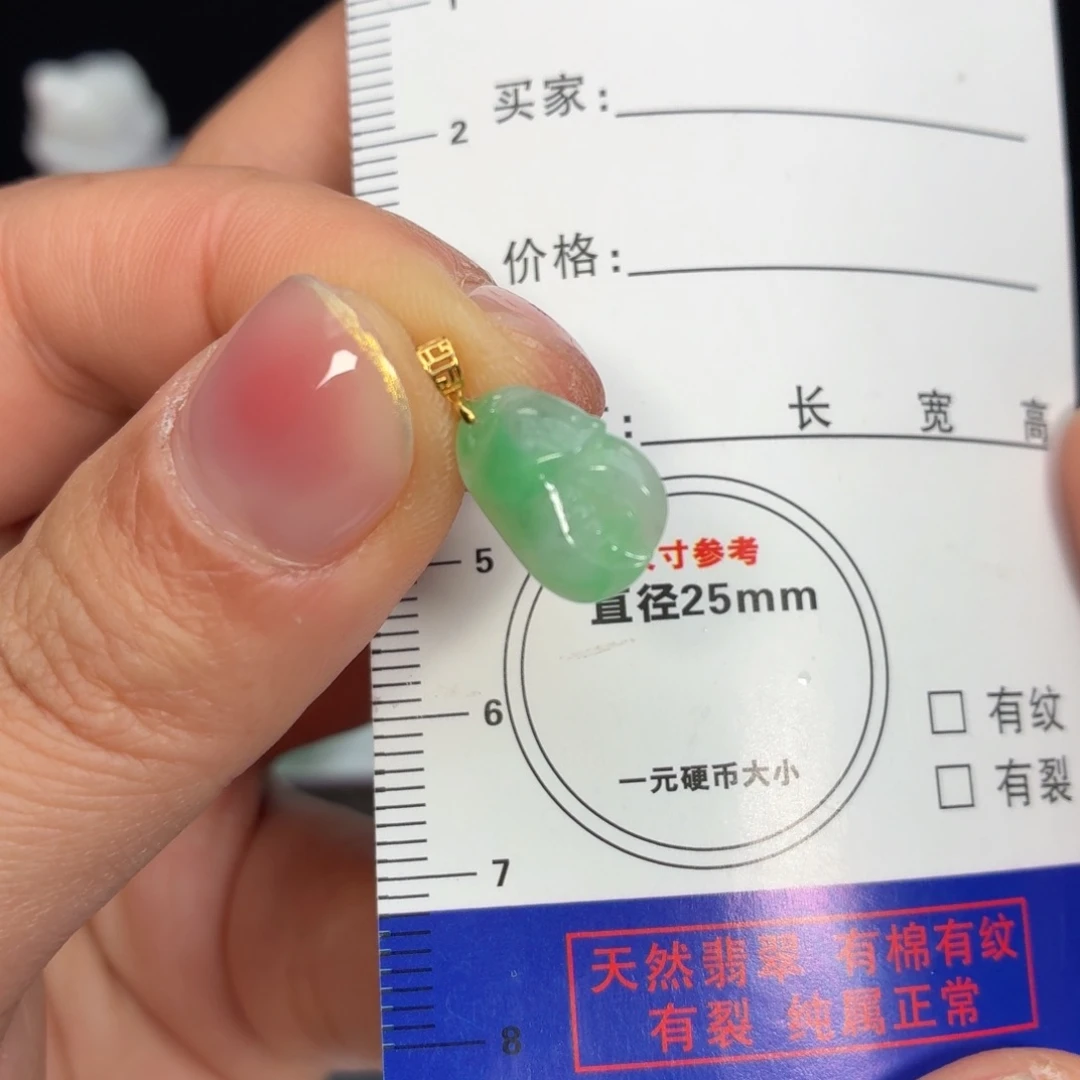 2
买家:
价格:
:
长 宽 高
5
寸参考
直径25mm
6
有纹
一元硬币大小
有裂
7
天然翡翠 有棉有纹
有裂 纯属正常
8